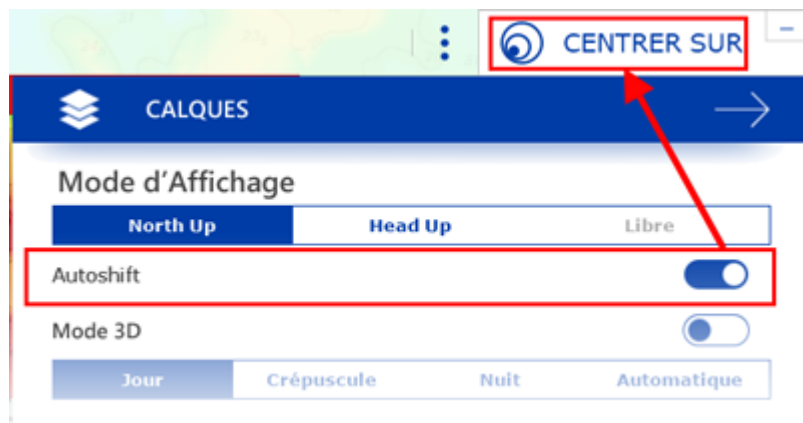 CENTRER SUR
CALQUES
Mode d'Affichage
North Up Head Up Libre
Autoshift
Mode 3D
Jour Crépuscule Nuit Automatique